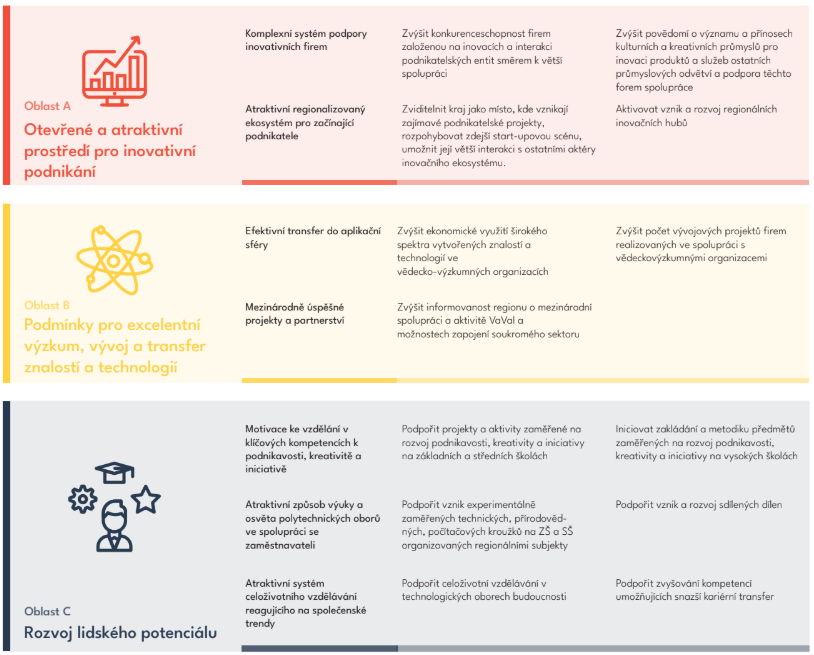 Oblast A
Otevřené a atraktivní
prostředí pro inovativní
podnikání
Komplexní systém podpory
inovativních firem
Zvýšit konkurenceschopnost firem
založenou na inovacích a interakci
podnikatelských entit směrem k větší
spolupráci
Zvýšit povědomí o významu a přínosech
kulturních a kreativních průmyslů pro
inovaci produktů a služeb ostatních
průmyslových odvětví a podpora těchto
forem spolupráce
Atraktivní regionalizovaný
ekosystém pro začínající
podnikatele
Zviditelnit kraj jako místo, kde vznikají
zajímavé podnikatelské projekty,
rozpohybovat zdejší start-upovou scénu,
umožnit její větší interakci s ostatními aktéry
inovačního ekosystému.
Aktivovat vznik a rozvoj regionálních
inovačních hubů
Oblast B
Podmínky pro excelentní
výzkum, vývoj a transfer
znalostí a technologií
Efektivní transfer do aplikační
sféry
Zvýšit ekonomické využití širokého
spektra vytvořených znalostí a
technologií ve
vědecko-výzkumných organizacích
Zvýšit počet vývojových projektů firem
realizovaných ve spolupráci s
vědeckovýzkumnými organizacemi
Mezinárodně úspěšné
projekty a partnerství
Zvýšit informovanost regionu o mezinárodní
spolupráci a aktivitě VaVaI a
možnostech zapojení soukromého sektoru
Oblast C
Rozvoj lidského potenciálu
Motivace ke vzdělání v
klíčových kompetencích k
podnikavosti, kreativitě a
iniciativě
Podpořit projekty a aktivity zaměřené na
rozvoj podnikavosti, kreativity a iniciativy
na základních a středních školách
Iniciovat zakládání a metodiku předmětů
zaměřených na rozvoj podnikavosti,
kreativity a iniciativy na vysokých školách
Atraktivní způsob výuky a
osvěta polytechnických oborů
ve spolupráci se
zaměstnavateli
Podpořit vznik experimentálně
zaměřených technických, přírodověd-
ných, počítačových kroužků na ZŠ a SŠ
organizovaných regionálními subjekty
Podpořit vznik a rozvoj sdílených dílen
Atraktivní systém
celoživotního vzdělávání
reagujícího na společenské
trendy
Podpořit celoživotní vzdělávání v
technologických oborech budoucnosti
Podpořit zvyšování kompetencí
umožňujících snazší kariérní transfer